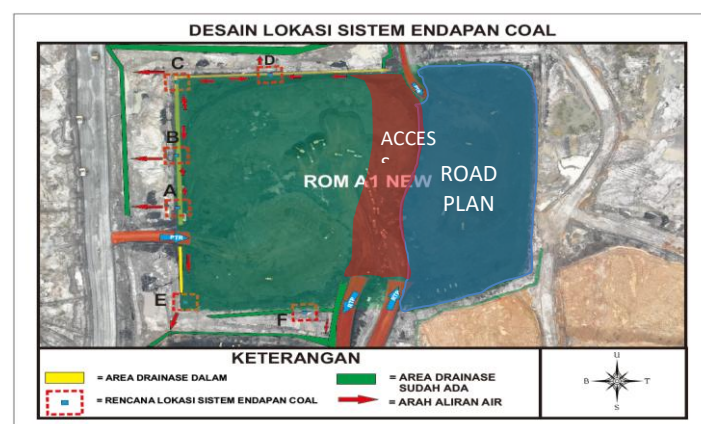 DESAIN LOKASI SISTEM ENDAPAN COAL
C
D
B
A
ACCES
S
ROM A1 NEW
ROAD
PLAN
E
F
KETERANGAN
= AREA DRAINASE DALAM
= AREA DRAINASE
SUDAH ADA
= RENCANA LOKASI SISTEM ENDAPAN COAL
= ARAH ALIRAN AIR
U
B
T
S